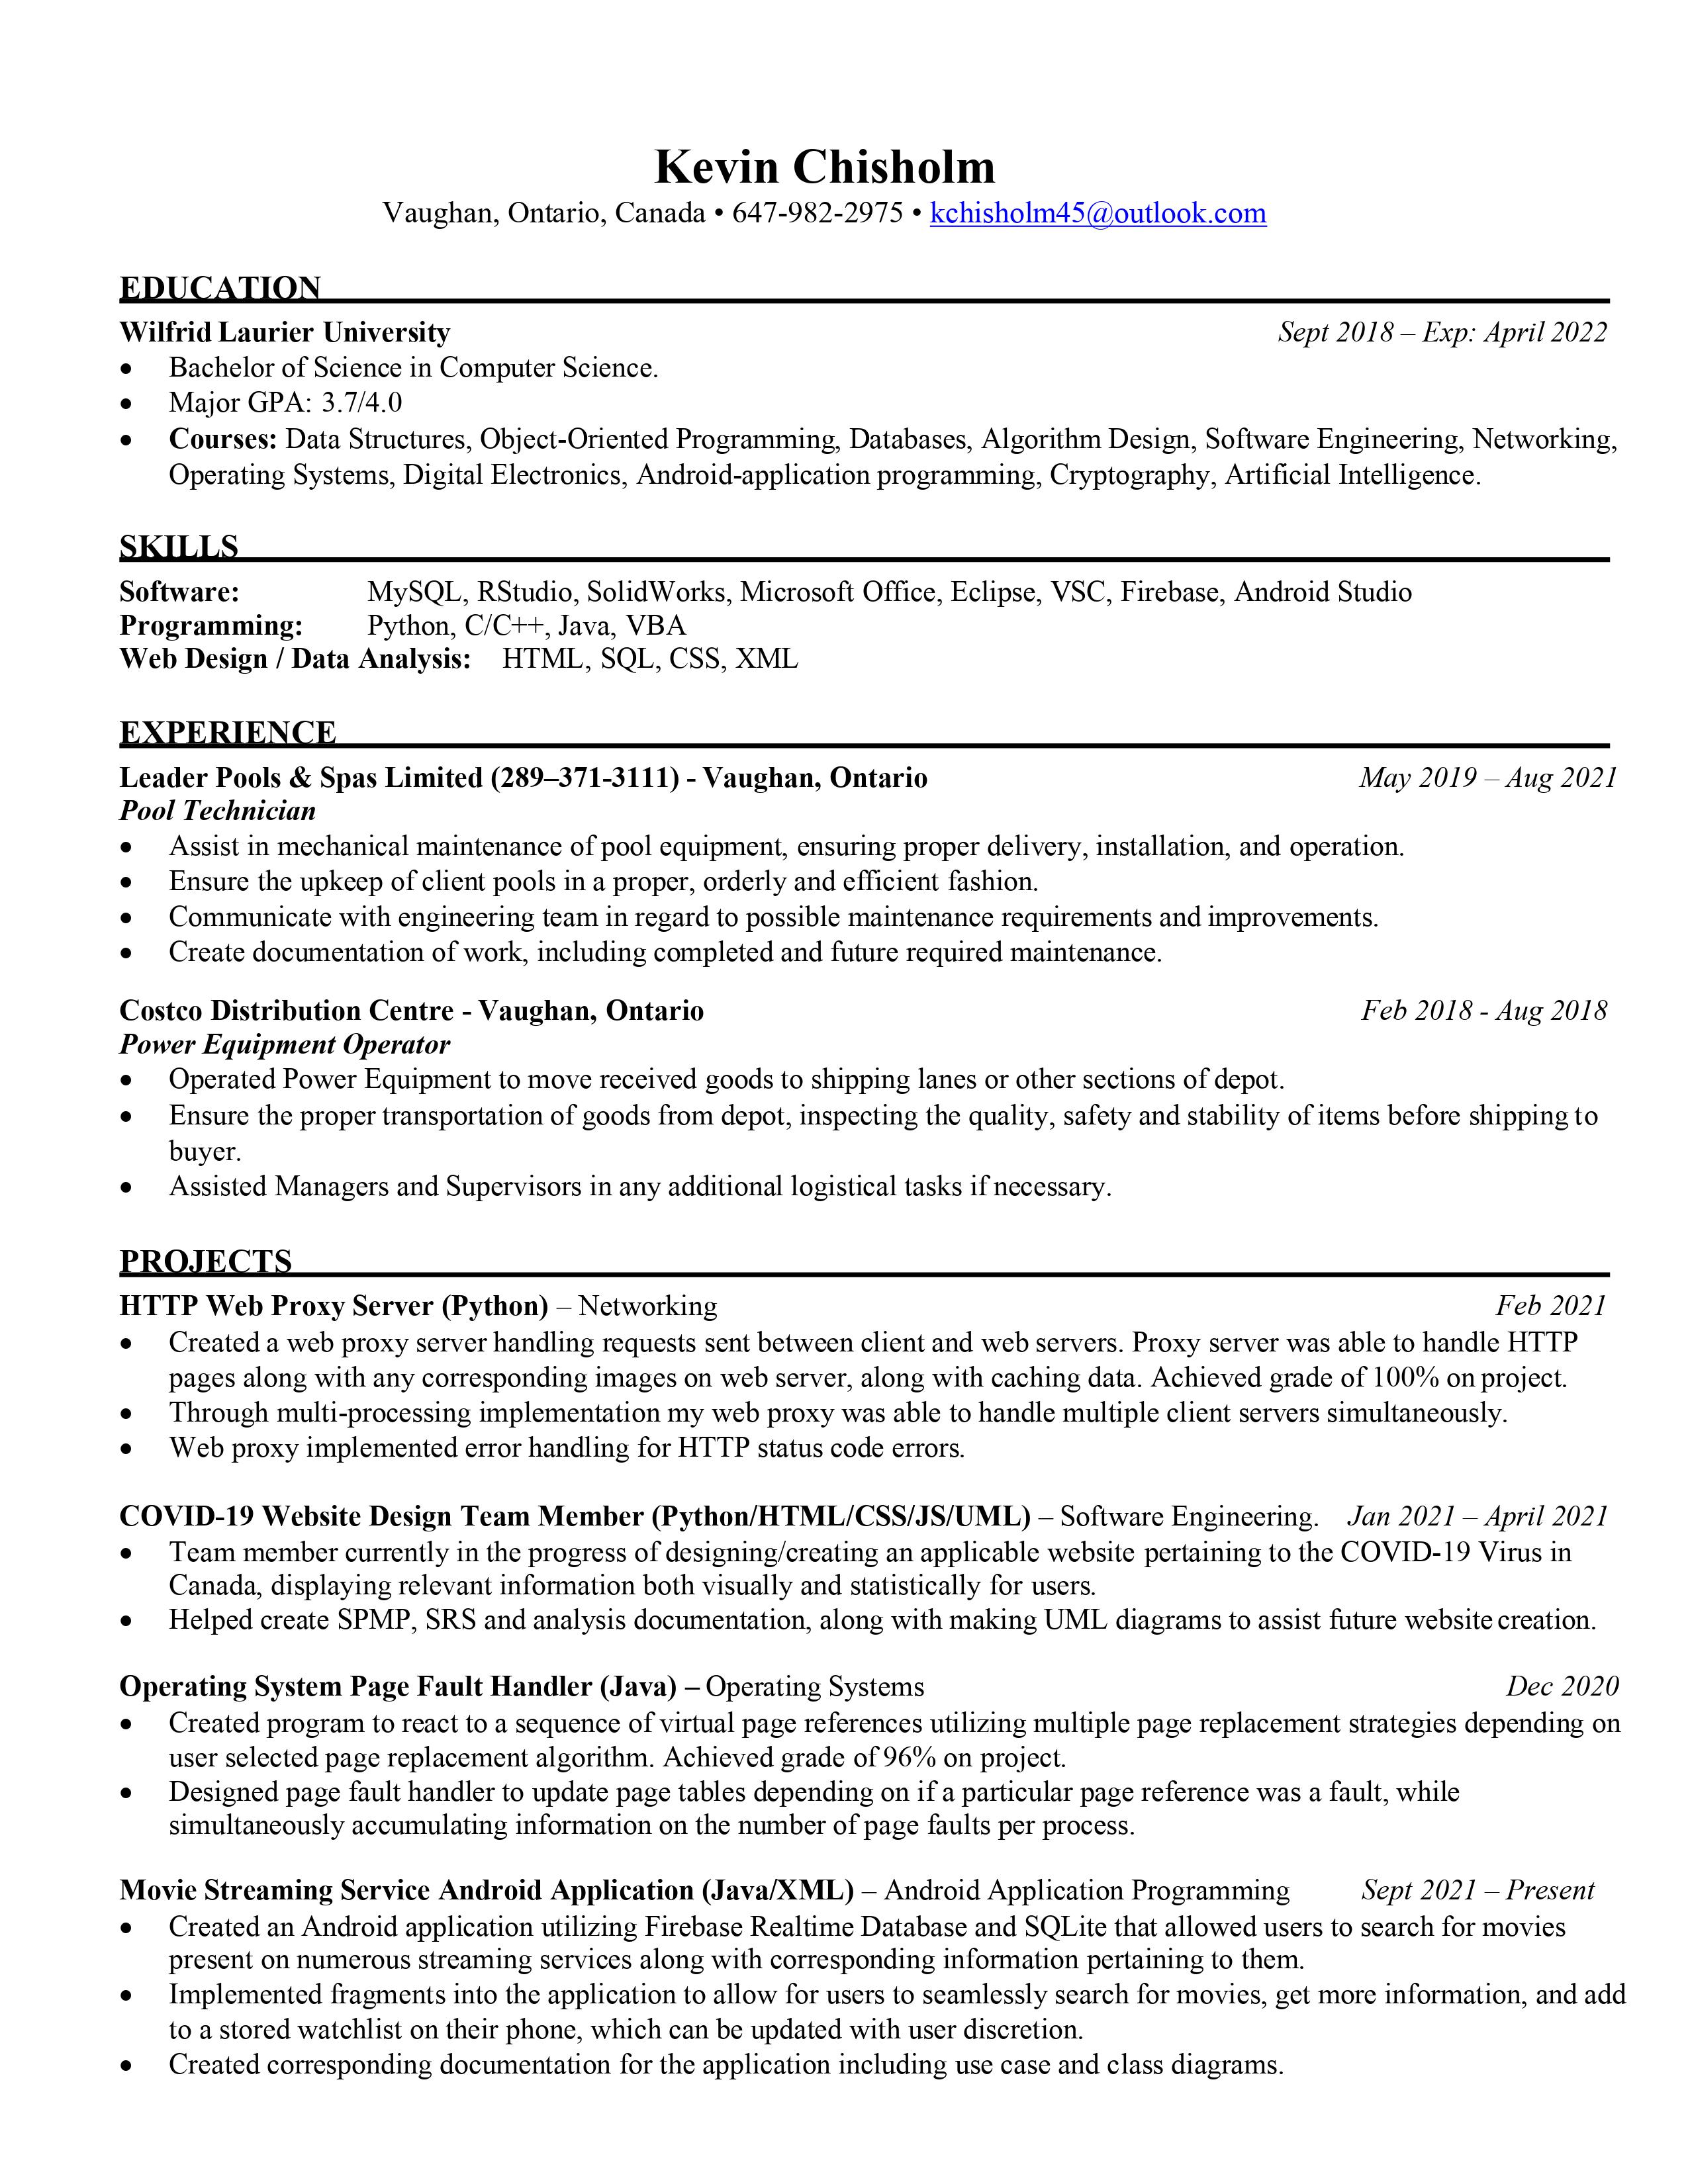 Kevin Chisholm
Vaughan, Ontario, Canada • 647-982-2975 • kchisholm45@outlook.com
EDUCATION
Wilfrid Laurier University Sept 2018 – Exp: April 2022
• Bachelor of Science in Computer Science.
• Major GPA: 3.7/4.0
• Courses: Data Structures, Object-Oriented Programming, Databases, Algorithm Design, Software Engineering, Networking,
Operating Systems, Digital Electronics, Android-application programming, Cryptography, Artificial Intelligence.
SKILLS
Software: MySQL, RStudio, SolidWorks, Microsoft Office, Eclipse, VSC, Firebase, Android Studio
Programming: Python, C/C++, Java, VBA
Web Design / Data Analysis: HTML, SQL, CSS, XML
EXPERIENCE
Leader Pools & Spas Limited (289–371-3111) - Vaughan, Ontario May 2019 – Aug 2021
Pool Technician
• Assist in mechanical maintenance of pool equipment, ensuring proper delivery, installation, and operation.
• Ensure the upkeep of client pools in a proper, orderly and efficient fashion.
• Communicate with engineering team in regard to possible maintenance requirements and improvements.
• Create documentation of work, including completed and future required maintenance.
Costco Distribution Centre - Vaughan, Ontario Feb 2018 - Aug 2018
Power Equipment Operator
• Operated Power Equipment to move received goods to shipping lanes or other sections of depot.
• Ensure the proper transportation of goods from depot, inspecting the quality, safety and stability of items before shipping to
buyer.
• Assisted Managers and Supervisors in any additional logistical tasks if necessary.
PROJECTS
HTTP Web Proxy Server (Python) – Networking Feb 2021
• Created a web proxy server handling requests sent between client and web servers. Proxy server was able to handle HTTP
pages along with any corresponding images on web server, along with caching data. Achieved grade of 100% on project.
• Through multi-processing implementation my web proxy was able to handle multiple client servers simultaneously.
• Web proxy implemented error handling for HTTP status code errors.
COVID-19 Website Design Team Member (Python/HTML/CSS/JS/UML) – Software Engineering. Jan 2021 – April 2021
• Team member currently in the progress of designing/creating an applicable website pertaining to the COVID-19 Virus in
Canada, displaying relevant information both visually and statistically for users.
• Helped create SPMP, SRS and analysis documentation, along with making UML diagrams to assist future website creation.
Operating System Page Fault Handler (Java) – Operating Systems Dec 2020
• Created program to react to a sequence of virtual page references utilizing multiple page replacement strategies depending on
user selected page replacement algorithm. Achieved grade of 96% on project.
• Designed page fault handler to update page tables depending on if a particular page reference was a fault, while
simultaneously accumulating information on the number of page faults per process.
Movie Streaming Service Android Application (Java/XML) – Android Application Programming Sept 2021 – Present
• Created an Android application utilizing Firebase Realtime Database and SQLite that allowed users to search for movies
present on numerous streaming services along with corresponding information pertaining to them.
• Implemented fragments into the application to allow for users to seamlessly search for movies, get more information, and add
to a stored watchlist on their phone, which can be updated with user discretion.
• Created corresponding documentation for the application including use case and class diagrams.